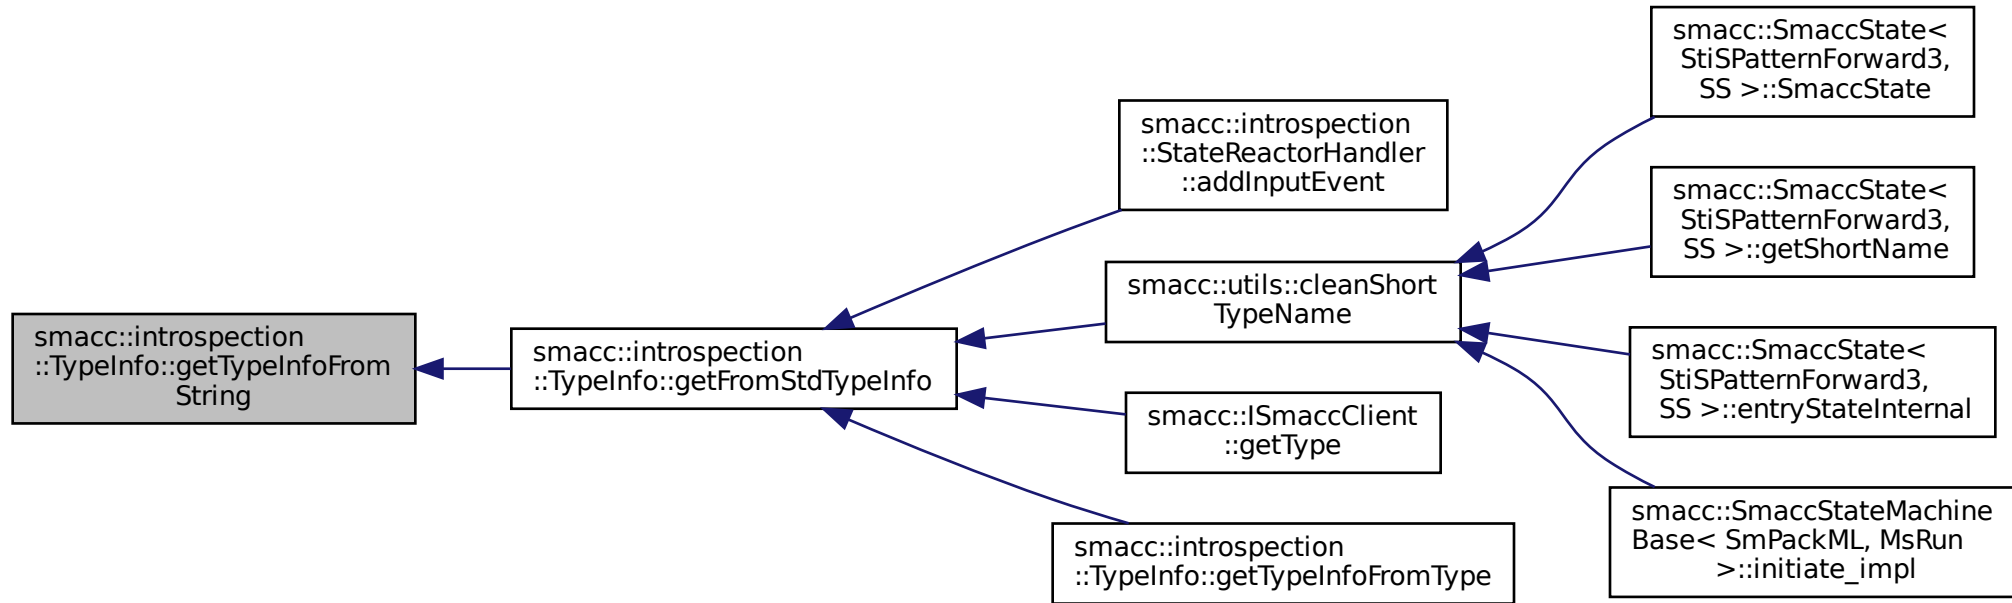 smacc::introspection
::TypeInfo::getTypeInfoFrom
String
smacc::introspection
::TypeInfo::getFromStdTypeInfo
smacc::introspection
::StateReactorHandler
::addInputEvent
smacc::utils::cleanShort
TypeName
smacc::ISmaccClient
::getType
smacc::introspection
::TypeInfo::getTypeInfoFromType
smacc::SmaccState<
StiSPatternForward3,
SS >::SmaccState
smacc::SmaccState<
StiSPatternForward3,
SS >::getShortName
smacc::SmaccState<
StiSPatternForward3,
SS >::entryStateInternal
smacc::SmaccStateMachine
Base< SmPackML, MsRun
>::initiate_impl